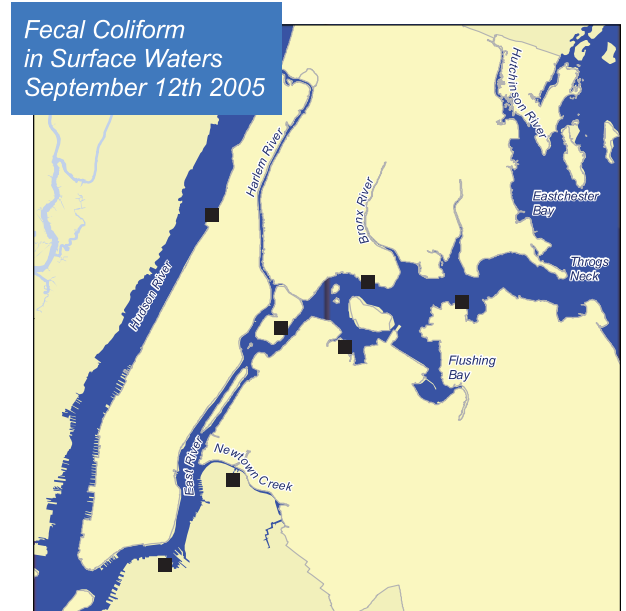 Fecal Coliform
in Surface Waters
September 12th 2005
Hutchinson River
Harlem River
Bronx River
Eastchester
Bay
Throgs
Neck
Hudson River
Flushing
Bay
East River
Newtown Creek